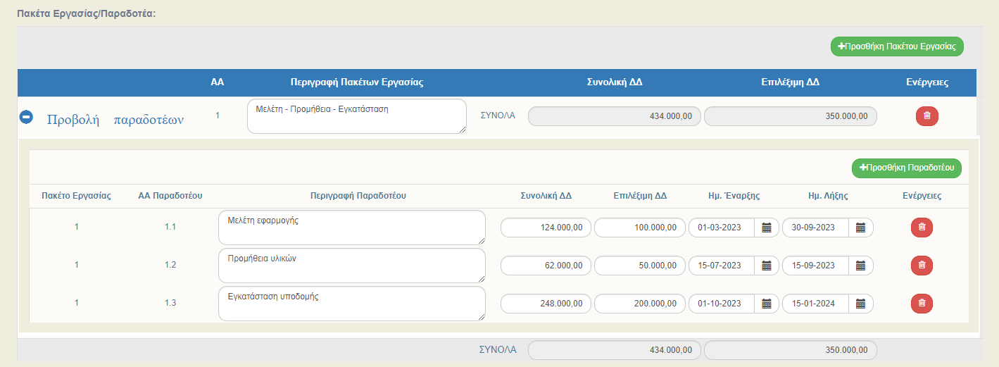 Πακέτα Εργασίας/Παραδοτέα:
Προσθήκη Πακέτου Εργασίας
ΑΑ Περιγραφή Πακέτων Εργασίας Συνολική ΔΔ Επιλέξιμη ΔΔ Ενέργειες
Προβολή παραδοτέων 1 Μελέτη - Προμήθεια - Εγκατάσταση ΣΥΝΟΛΑ 434.000,00 350.000,00
Προσθήκη Παραδοτέου
Πακέτο Εργασίας ΑΑ Παραδοτέου Περιγραφή Παραδοτέου Συνολική ΔΔ Επιλέξιμη ΔΔ Ημ. Έναρξης Ημ. Λήξης Ενέργειες
1 1.1 Μελέτη εφαρμογής 124.000,00 100.000,00 01-03-2023 30-09-2023
1 1.2 Προμήθεια υλικών 62.000,00 50.000,00 15-07-2023 15-09-2023
1 1.3 Εγκατάσταση υποδομής 248.000,00 200.000,00 01-10-2023 15-01-2024
ΣΥΝΟΛΑ 434.000,00 350.000,00